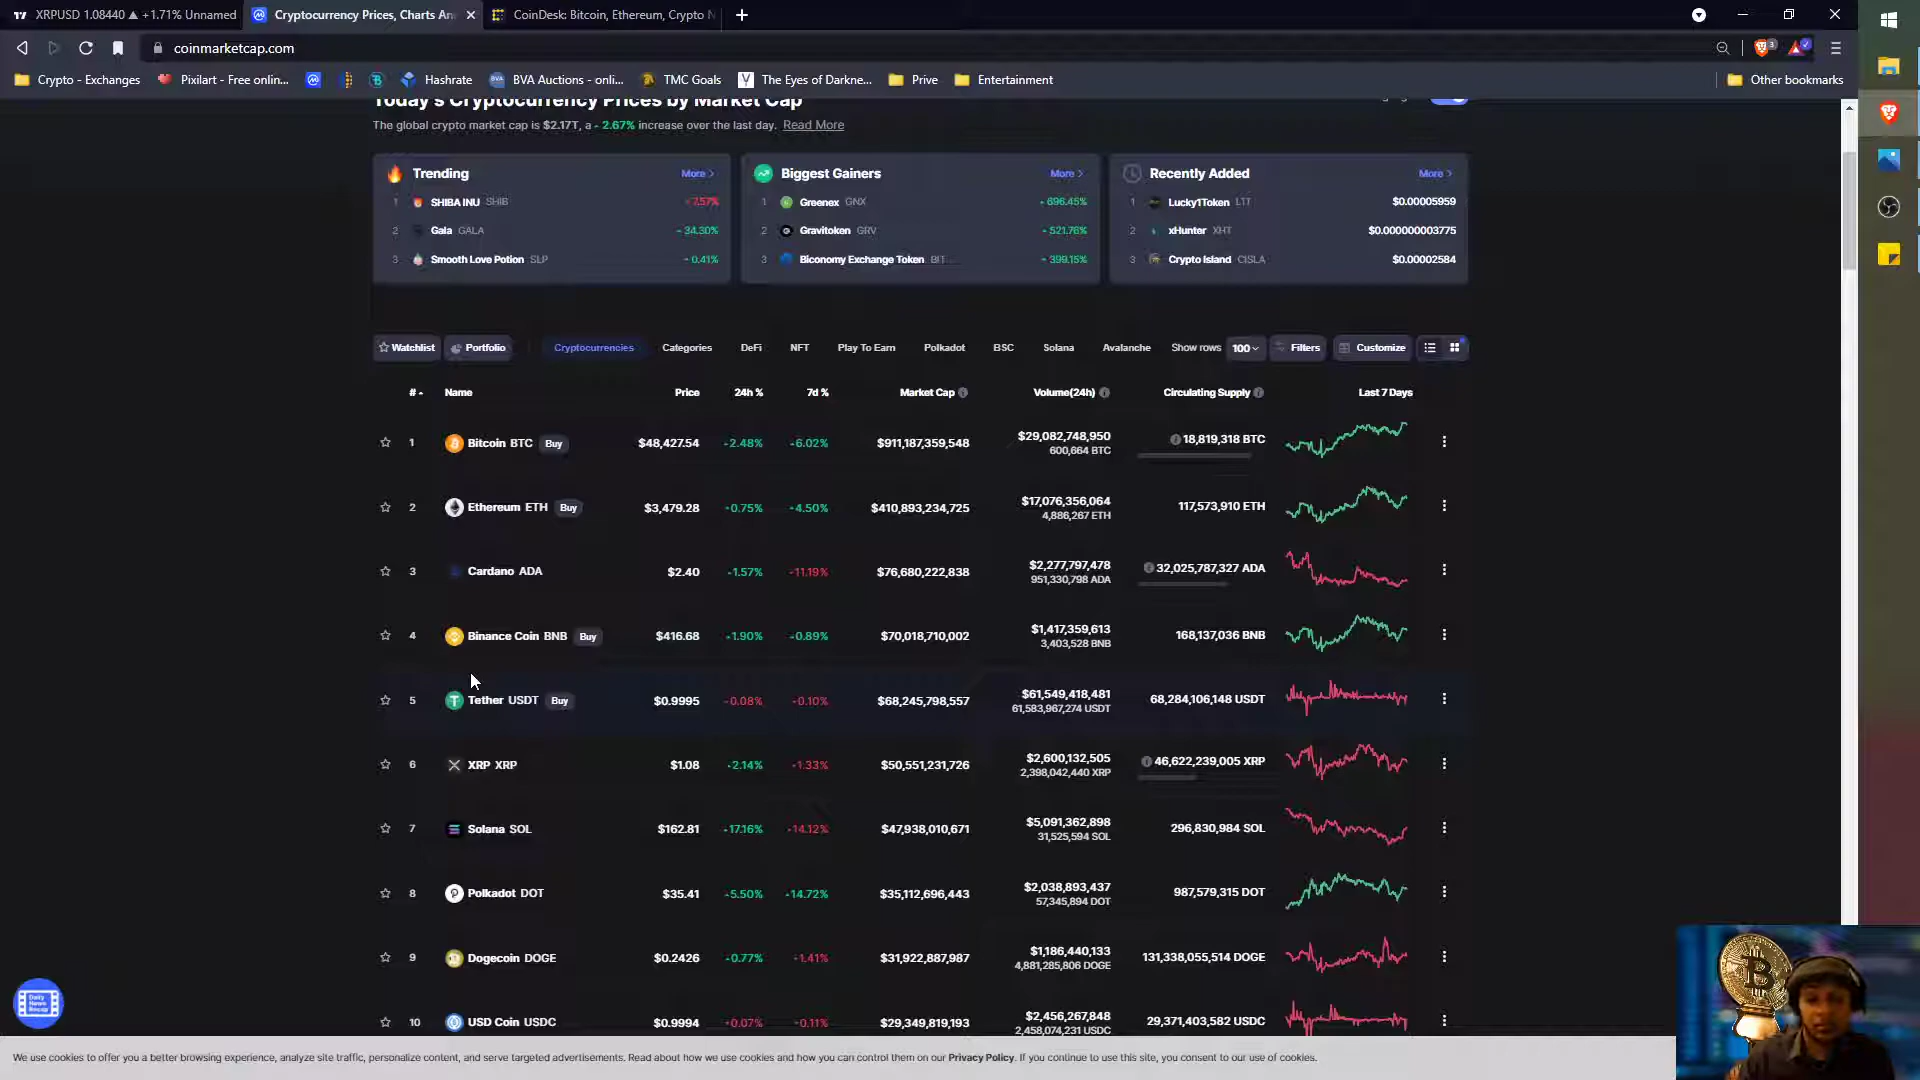 XRPUSD 1.08440 ▲ +1.71% Unnamed
Cryptocurrency Prices, Charts An
CoinDesk: Bitcoin, Ethereum, Crypto N
coinmarketcap.com
3
Crypto - Exchanges
Pixilart - Free onlin...
Hashrate
BVA Auctions - onli...
TMC Goals
The Eyes of Darkne...
Prive
Entertainment
Other bookmarks
Today's Cryptocurrency Prices by Market Cap
The global crypto market cap is $2.17T, a 2.67% increase over the last day. Read More
Trending More
1 SHIBA INU SHIB 7.57%
2 Gala GALA 34.30%
3 Smooth Love Potion SLP 0.41%
Biggest Gainers More
1 Greenex GNX 696.45%
2 Gravitoken GRV 521.76%
3 Biconomy Exchange Token BIT... 399.15%
Recently Added More
1 Lucky1Token LTT $0.00005959
2 xHunter XHT $0.000000003775
3 Crypto Island CISLA $0.00002584
Watchlist Portfolio Cryptocurrencies Categories DeFi NFT Play To Earn Polkadot BSC Solana Avalanche Show rows 100 Filters Customize
# Name Price 24h % 7d % Market Cap Volume(24h) Circulating Supply Last 7 Days
1 Bitcoin BTC Buy $48,427.54 2.48% 6.02% $911,187,359,548 $29,082,748,950 18,819,318 BTC
600,664 BTC
2 Ethereum ETH Buy $3,479.28 0.75% 4.50% $410,893,234,725 $17,076,356,064 117,573,910 ETH
4,886,267 ETH
3 Cardano ADA $2.40 1.57% 11.19% $76,680,222,838 $2,277,797,478 32,025,787,327 ADA
951,330,798 ADA
4 Binance Coin BNB Buy $416.68 1.90% 0.89% $70,018,710,002 $1,417,359,613 168,137,036 BNB
3,403,528 BNB
5 Tether USDT Buy $0.9995 0.08% 0.10% $68,245,798,557 $61,549,418,481 68,284,106,148 USDT
61,583,967,274 USDT
6 XRP XRP $1.08 2.14% 1.33% $50,551,231,726 $2,600,132,505 46,622,239,005 XRP
2,398,042,440 XRP
7 Solana SOL $162.81 17.16% 14.12% $47,938,010,671 $5,091,362,898 296,830,984 SOL
31,525,594 SOL
8 Polkadot DOT $35.41 5.50% 14.72% $35,112,696,443 $2,038,893,437 987,579,315 DOT
57,345,894 DOT
9 Dogecoin DOGE $0.2426 0.77% 1.41% $31,922,887,987 $1,186,440,133 131,338,055,514 DOGE
4,881,285,806 DOGE
10 USD Coin USDC $0.9994 0.07% 0.11% $29,349,819,193 $2,456,267,848 29,371,403,582 USDC
2,458,074,231 USDC
Daily
News
Recap
We use cookies to offer you a better browsing experience, analyze site traffic, personalize content, and serve targeted advertisements. Read about how we use cookies and how you can control them on our Privacy Policy. If you continue to use this site, you consent to our use of cookies.